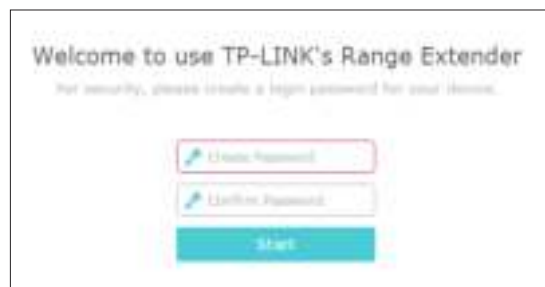 Welcome to use TP-LINK's Range Extender
For security, please create a login password for your device.
Create Password
Confirm Password
Start